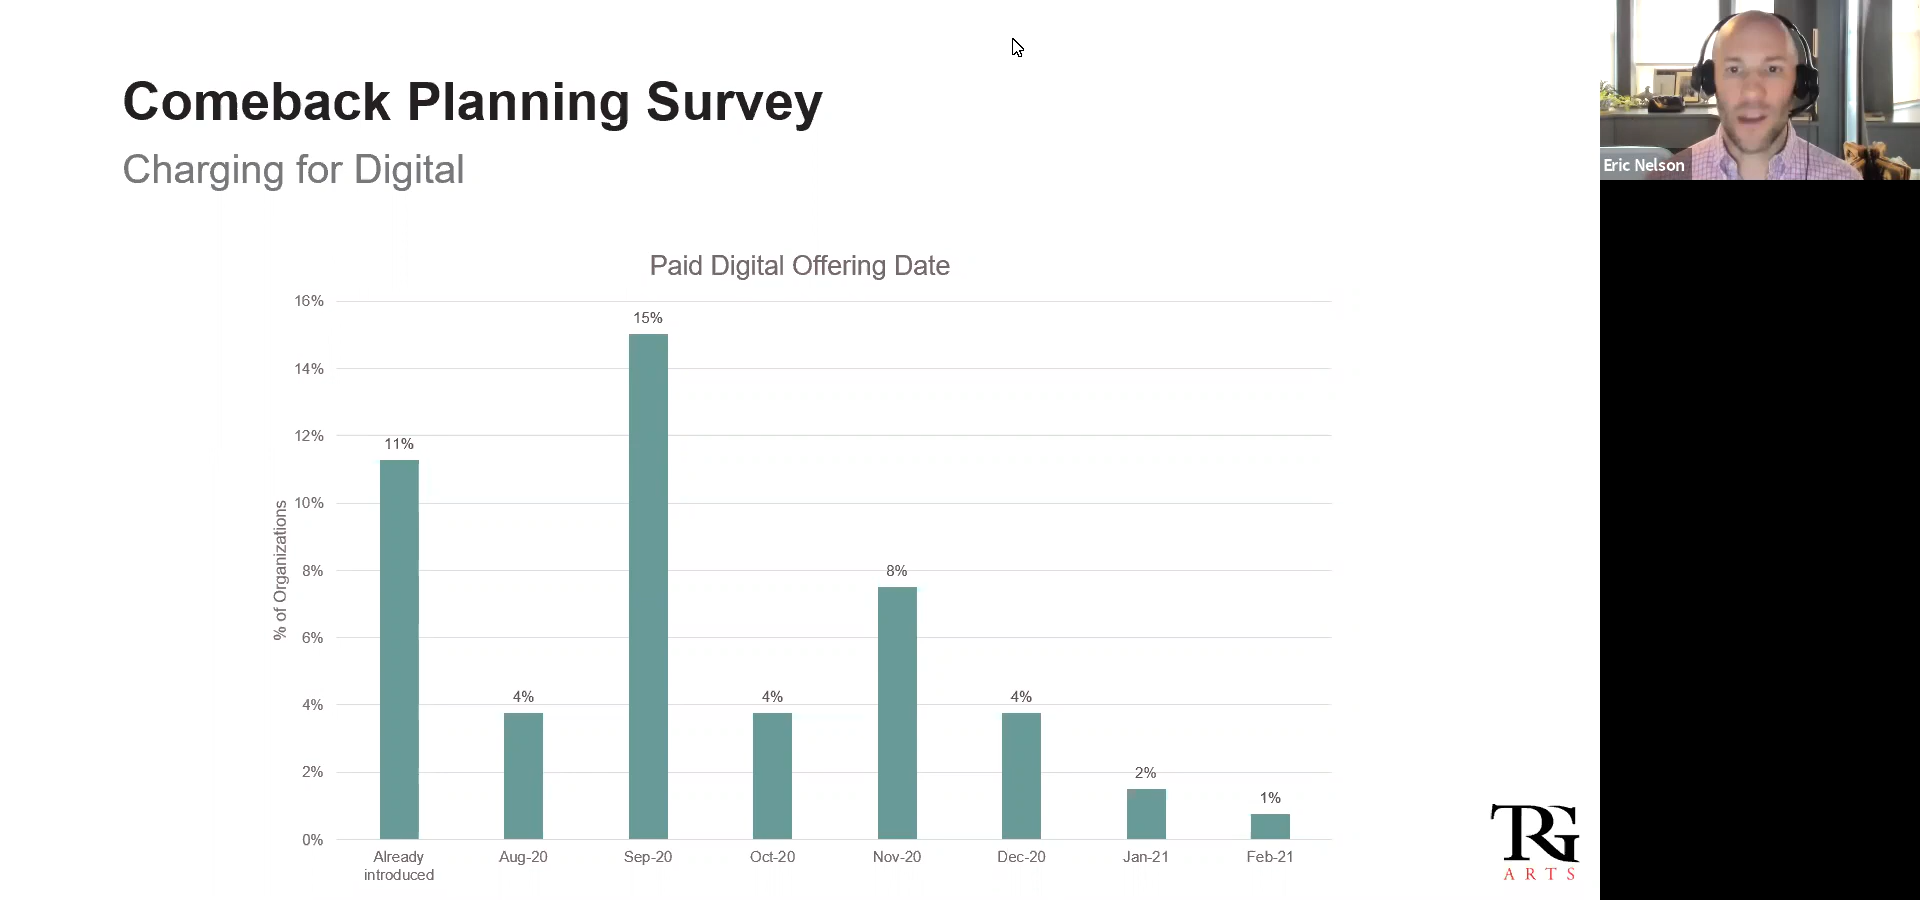 Comeback Planning Survey
Charging for Digital
Eric Nelson
Paid Digital Offering Date
% of Organizations
16%
14%
12%
10%
8%
6%
4%
2%
0%
11%
4%
15%
4%
8%
4%
2%
1%
Already introduced
Aug-20
Sep-20
Oct-20
Nov-20
Dec-20
Jan-21
Feb-21
TRG
ARTS